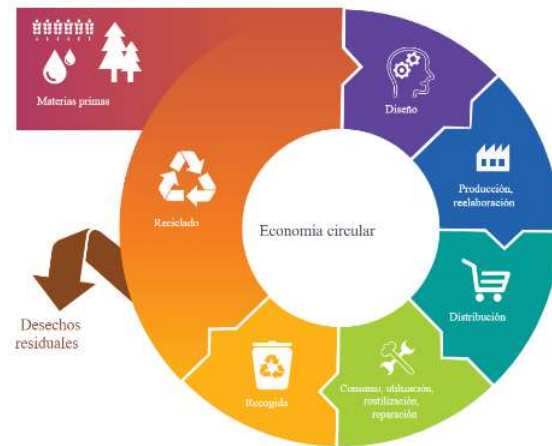 Materias primas
Diseño
Producción,
reelaboración
Distribución
Consumo, utilización,
reutilización,
reparación
Recogida
Reciclado
Economía circular
Desechos
residuales